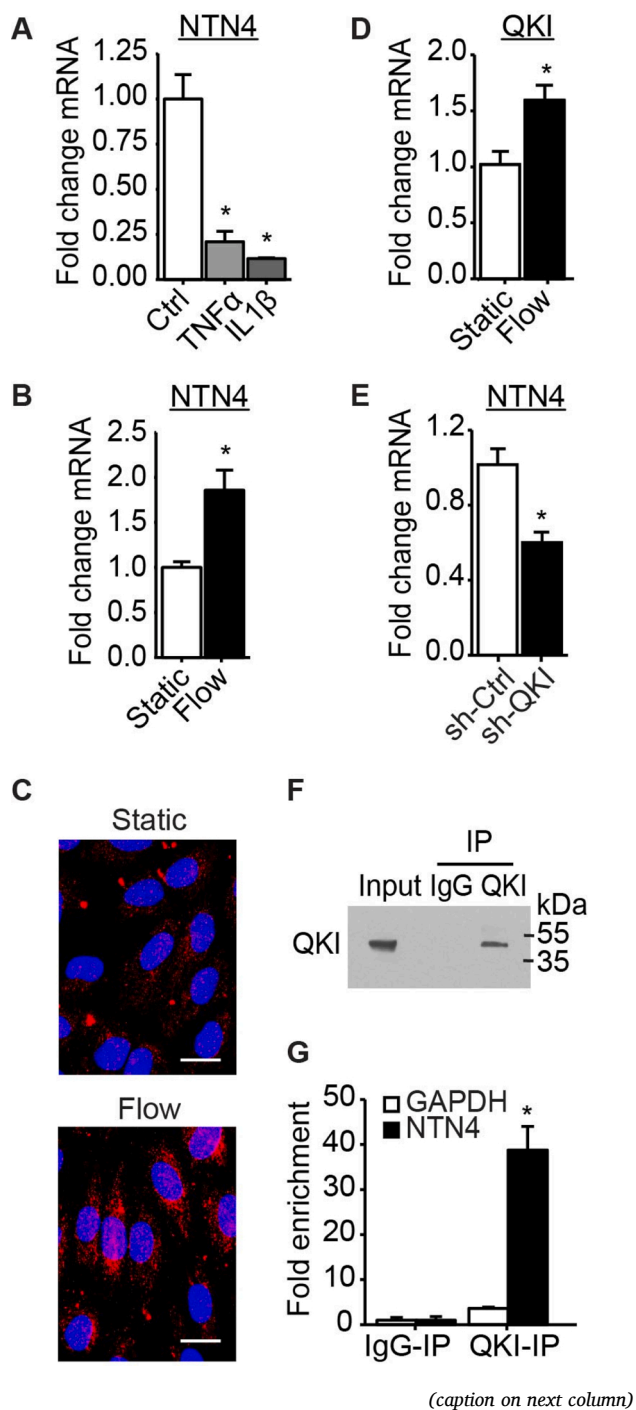 A
NTN4
Fold change mRNA
1.25
1.00
0.75
0.50
0.25
0.00
*
*
Ctrl
TNFα
IL1β
B
NTN4
Fold change mRNA
2.5
2.0
1.5
1.0
0.5
0.0
*
Static
Flow
C
Static
Flow
D
QKI
Fold change mRNA
2.0
1.5
1.0
0.5
0.0
*
Static
Flow
E
NTN4
Fold change mRNA
1.2
0.8
0.4
0.0
*
sh-Ctrl
sh-QKI
F
IP
Input IgG QKI
kDa
QKI
55
35
G
GAPDH
NTN4
Fold enrichment
50
40
30
20
10
0
*
IgG-IP QKI-IP
(caption on next column)